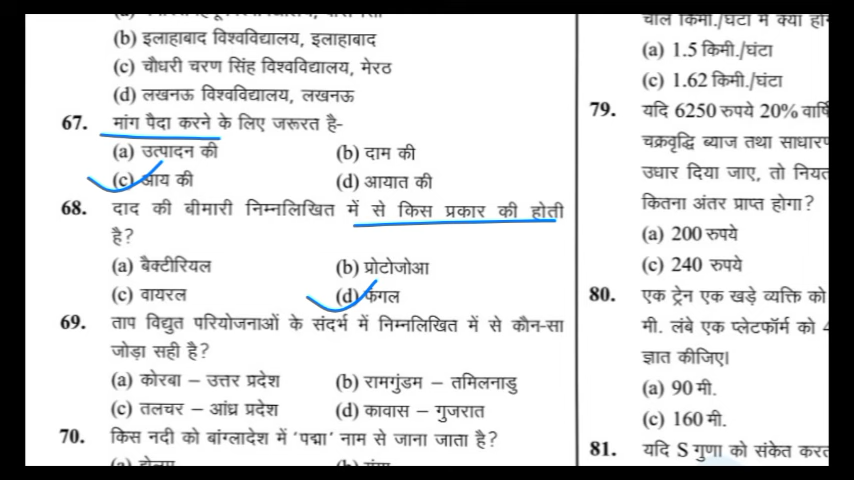 (b) इलाहाबाद विश्वविद्यालय, इलाहाबाद
(c) चौधरी चरण सिंह विश्वविद्यालय, मेरठ
(d) लखनऊ विश्वविद्यालय, लखनऊ
67. मांग पैदा करने के लिए जरूरत है-
(a) उत्पादन की (b) दाम की
(c) आय की (d) आयात की
68. दाद की बीमारी निम्नलिखित में से किस प्रकार की होती
है?
(a) बैक्टीरियल (b) प्रोटोजोआ
(c) वायरल (d) फंगल
69. ताप विद्युत परियोजनाओं के संदर्भ में निम्नलिखित में से कौन-सा
जोड़ा सही है?
(a) कोरबा – उत्तर प्रदेश (b) रामगुंडम – तमिलनाडु
(c) तलचर – आंध्र प्रदेश (d) कावास – गुजरात
70. किस नदी को बांग्लादेश में 'पद्मा' नाम से जाना जाता है?
चाल किमी./घंटा में क्या
(a) 1.5 किमी./घंटा
(c) 1.62 किमी./घंटा
79. यदि 6250 रुपये 20%
चक्रवृद्धि ब्याज तथा
उधार दिया जाए, तो
कितना अंतर प्राप्त होगा?
(a) 200 रुपये
(c) 240 रुपये
80. एक ट्रेन एक खड़े व्यक्ति को
मी. लंबे एक प्लेटफॉर्म को
ज्ञात कीजिए।
(a) 90 मी.
(c) 160 मी.
81. यदि S गुणा को संकेत